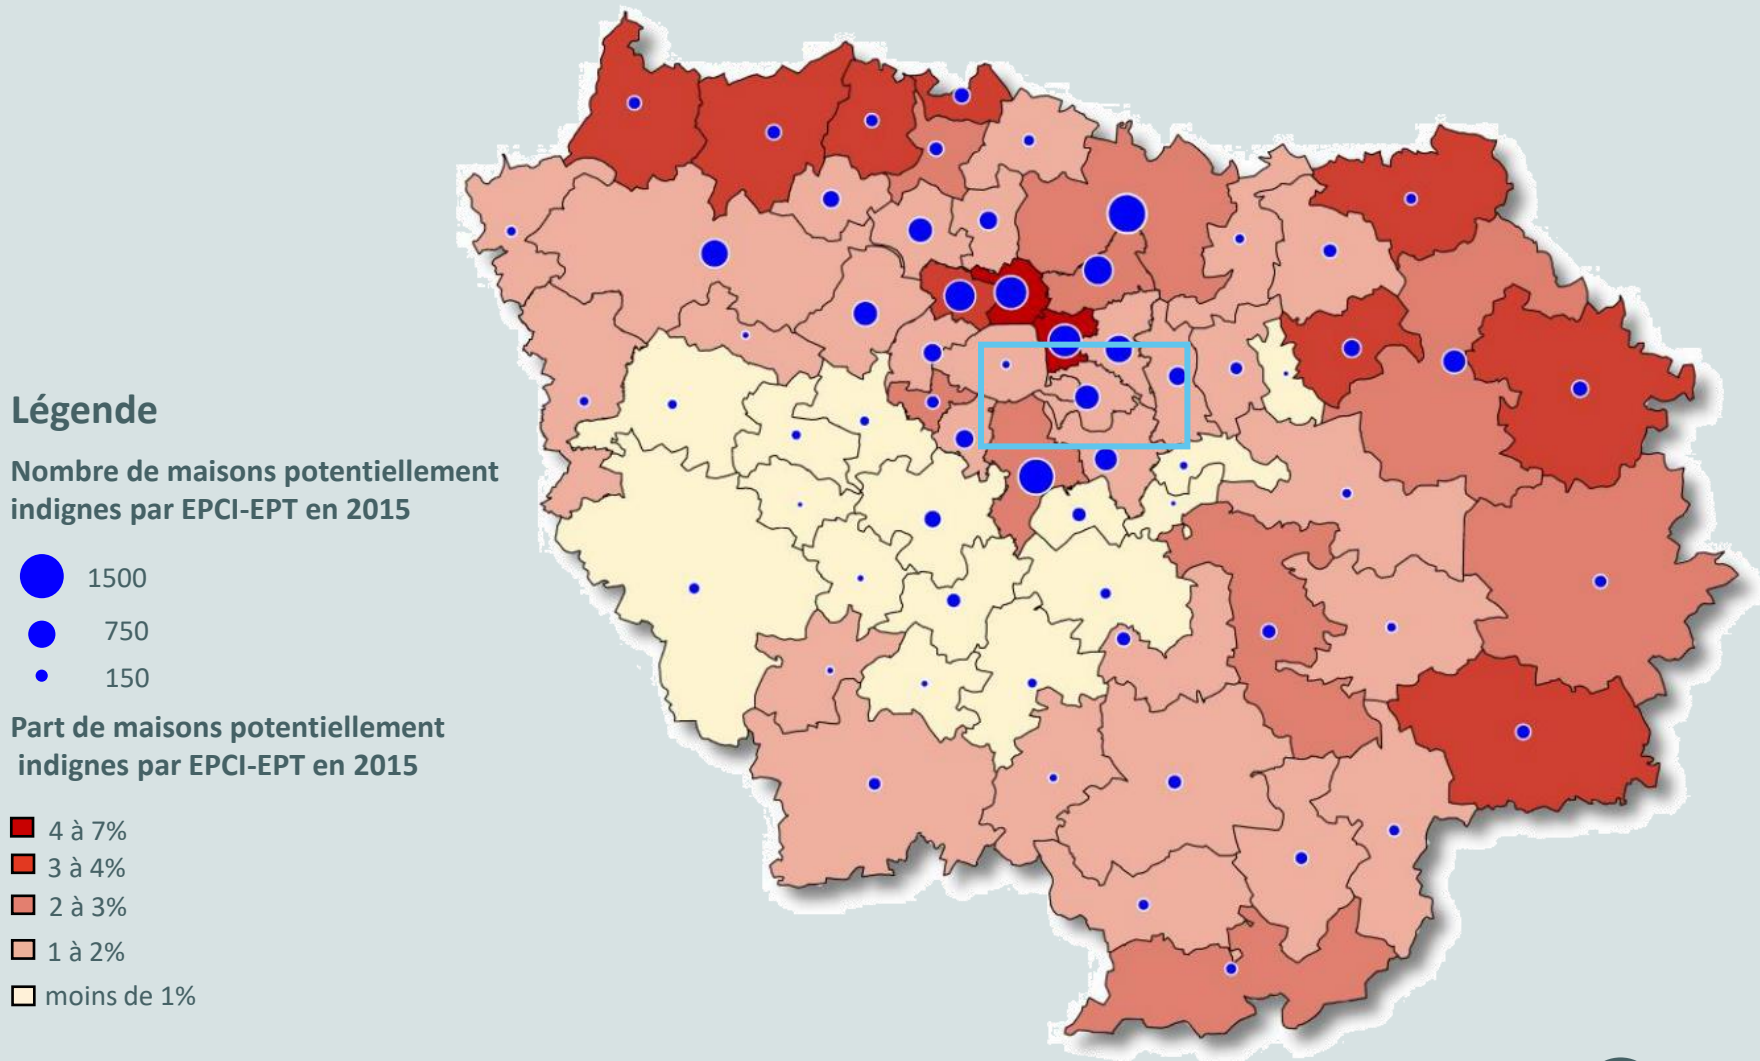 Légende
Nombre de maisons potentiellement
indignes par EPCI-EPT en 2015
1500
750
150
Part de maisons potentiellement
indignes par EPCI-EPT en 2015
4 à 7%
3 à 4%
2 à 3%
1 à 2%
moins de 1%